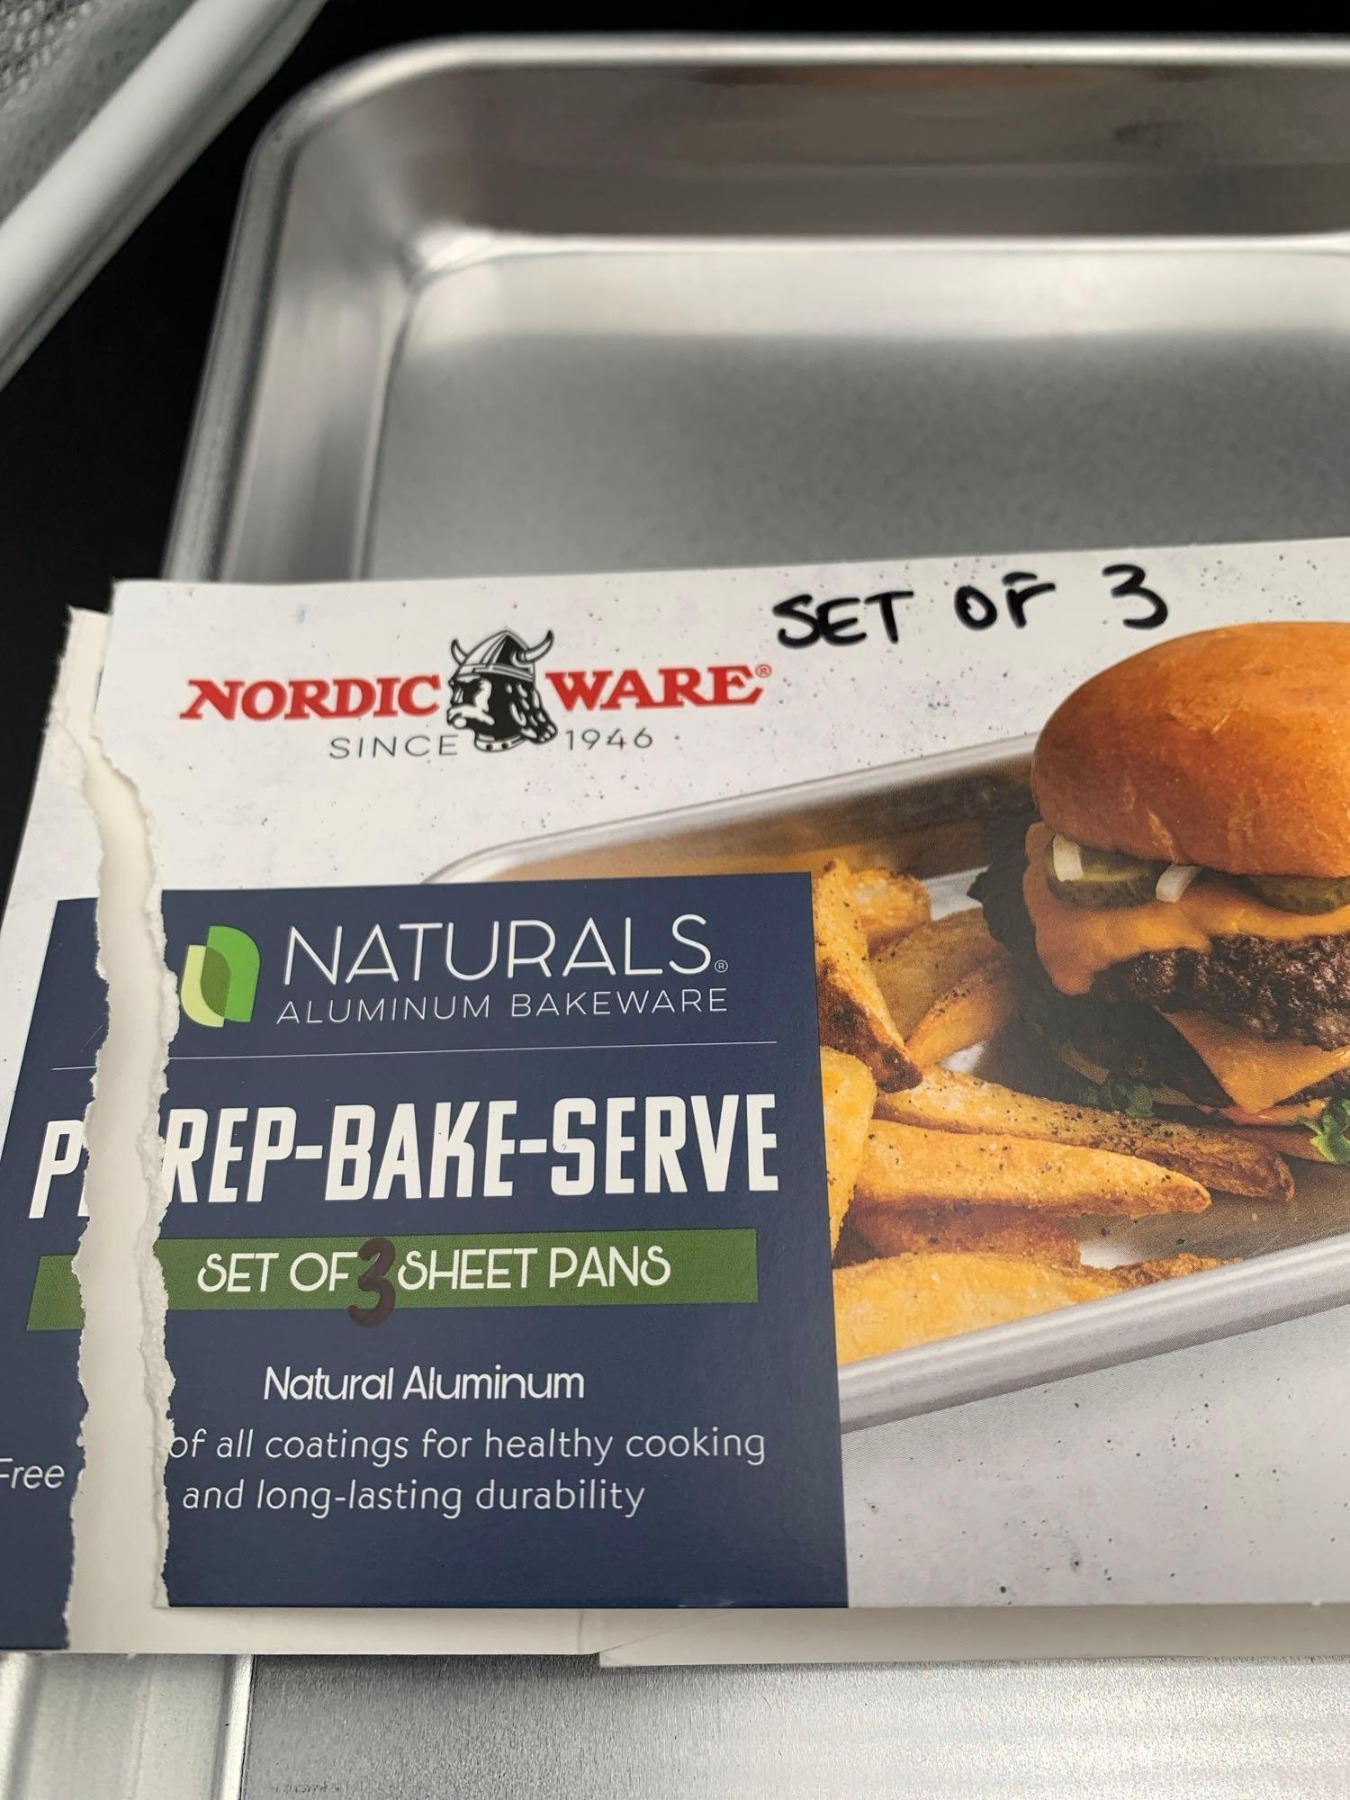 SET OF 3
NORDIC WARE®
SINCE 1946
NATURALS®
ALUMINUM BAKEWARE
PREP-BAKE-SERVE
SET OF 3 SHEET PANS
Natural Aluminum
Free of all coatings for healthy cooking
and long-lasting durability